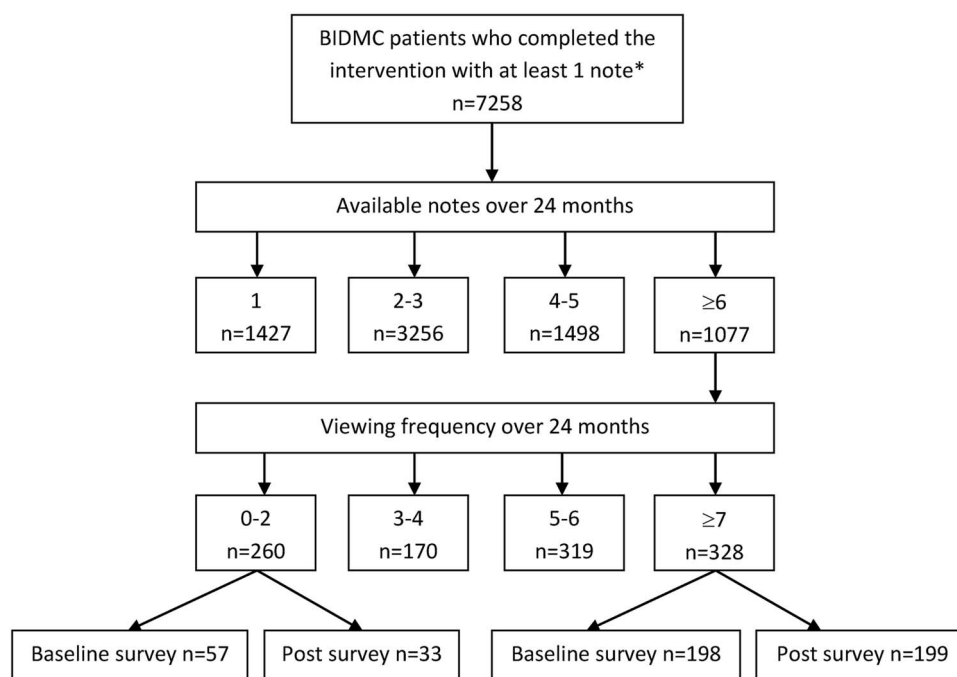 BIDMC patients who completed the
intervention with at least 1 note*
n=7258
Available notes over 24 months
1
n=1427
2-3
n=3256
4-5
n=1498
≥6
n=1077
Viewing frequency over 24 months
0-2
n=260
3-4
n=170
5-6
n=319
≥7
n=328
Baseline survey n=57
Post survey n=33
Baseline survey n=198
Post survey n=199